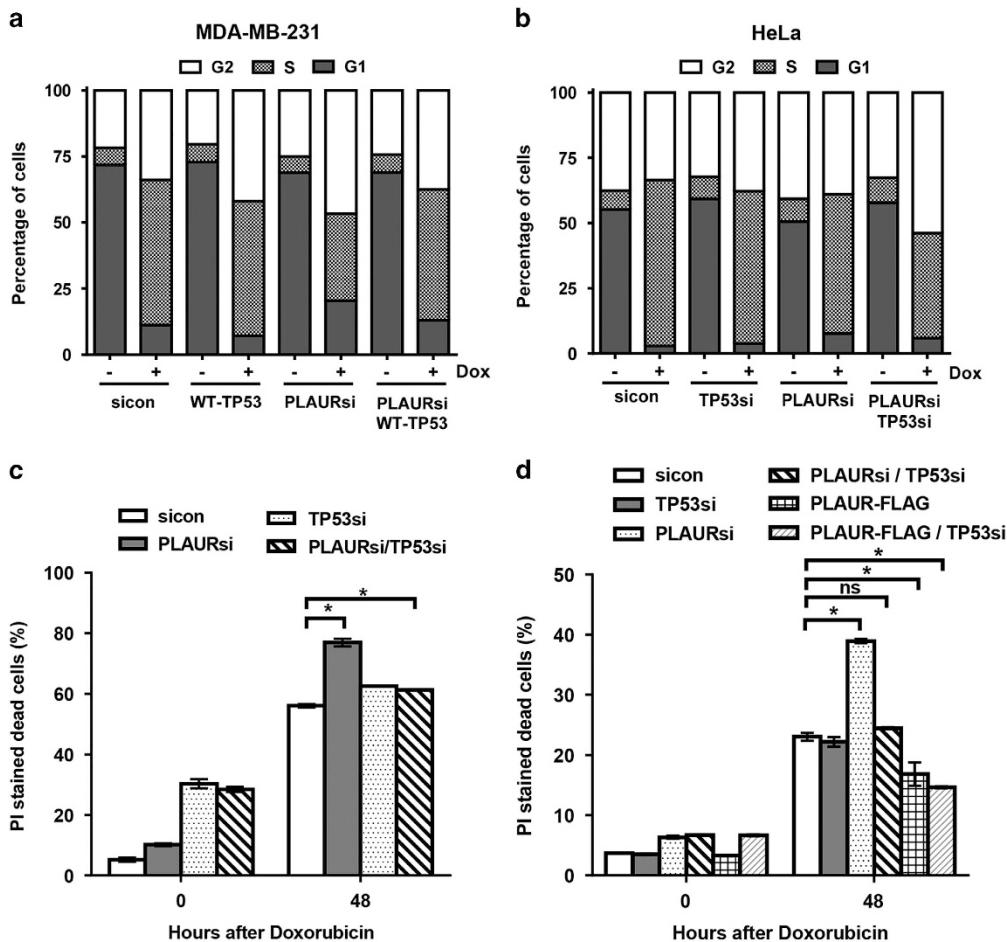 a
MDA-MB-231
G2 S G1
Percentage of cells
100
75
50
25
0
- + - + - + - + Dox
sicon WT-TP53 PLAURsi PLAURsi
WT-TP53
b
HeLa
G2 S G1
Percentage of cells
100
75
50
25
0
- + - + - + - + Dox
sicon TP53si PLAURsi PLAURsi
TP53si
c
sicon TP53si
PLAURsi PLAURsi/TP53si
PI stained dead cells (%)
100
80
60
40
20
0
*
*
0 48
Hours after Doxorubicin
d
sicon PLAURsi / TP53si
TP53si PLAUR-FLAG
PLAURsi PLAUR-FLAG / TP53si
PI stained dead cells (%)
50
40
30
20
10
0
*
*
ns
*
0 48
Hours after Doxorubicin